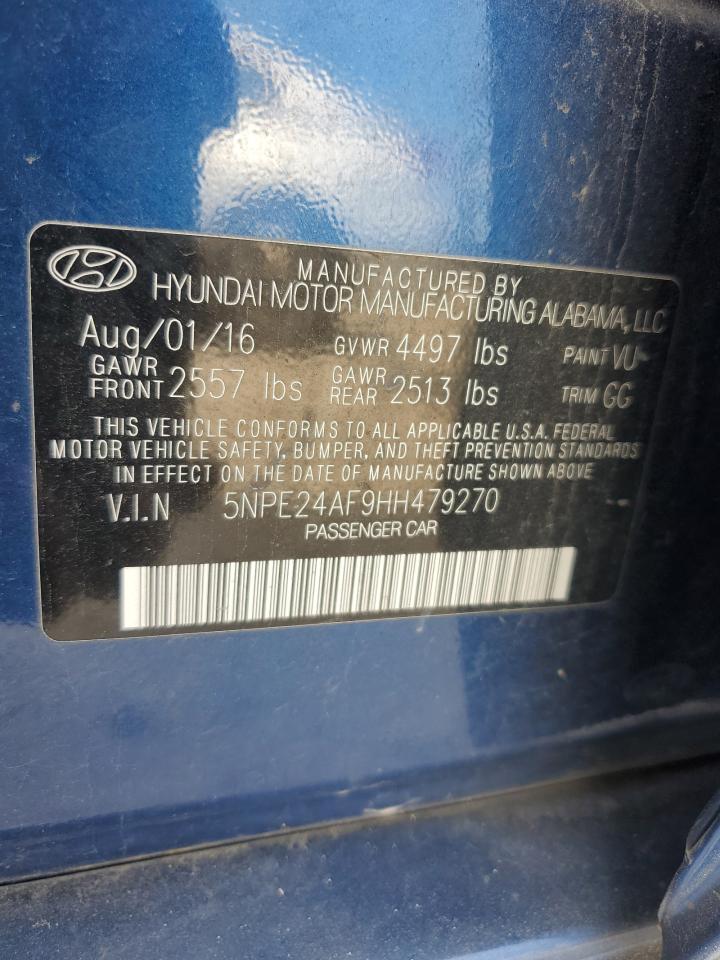 MANUFACTURED BY
HYUNDAI MOTOR MANUFACTURING ALABAMA, LLC
Aug/01/16 GVWR 4497 lbs PAINT VU
GAWR FRONT 2557 lbs GAWR REAR 2513 lbs TRIM GG
THIS VEHICLE CONFORMS TO ALL APPLICABLE U.S.A. FEDERAL
MOTOR VEHICLE SAFETY, BUMPER, AND THEFT PREVENTION STANDARDS
IN EFFECT ON THE DATE OF MANUFACTURE SHOWN ABOVE
V.I.N 5NPE24AF9HH479270
PASSENGER CAR